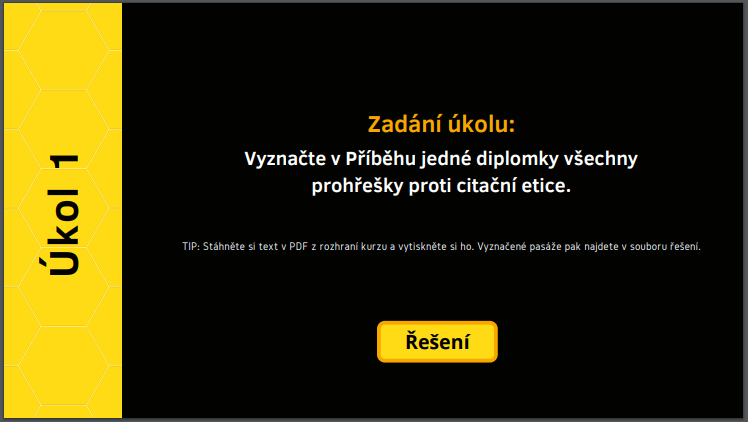 Úkol 1
Zadání úkolu:
Vyznačte v Příběhu jedné diplomky všechny
prohřešky proti citační etice.
TIP: Stáhněte si text v PDF z rozhraní kurzu a vytiskněte si ho. Vyznačené pasáže pak najdete v souboru řešení.
Řešení